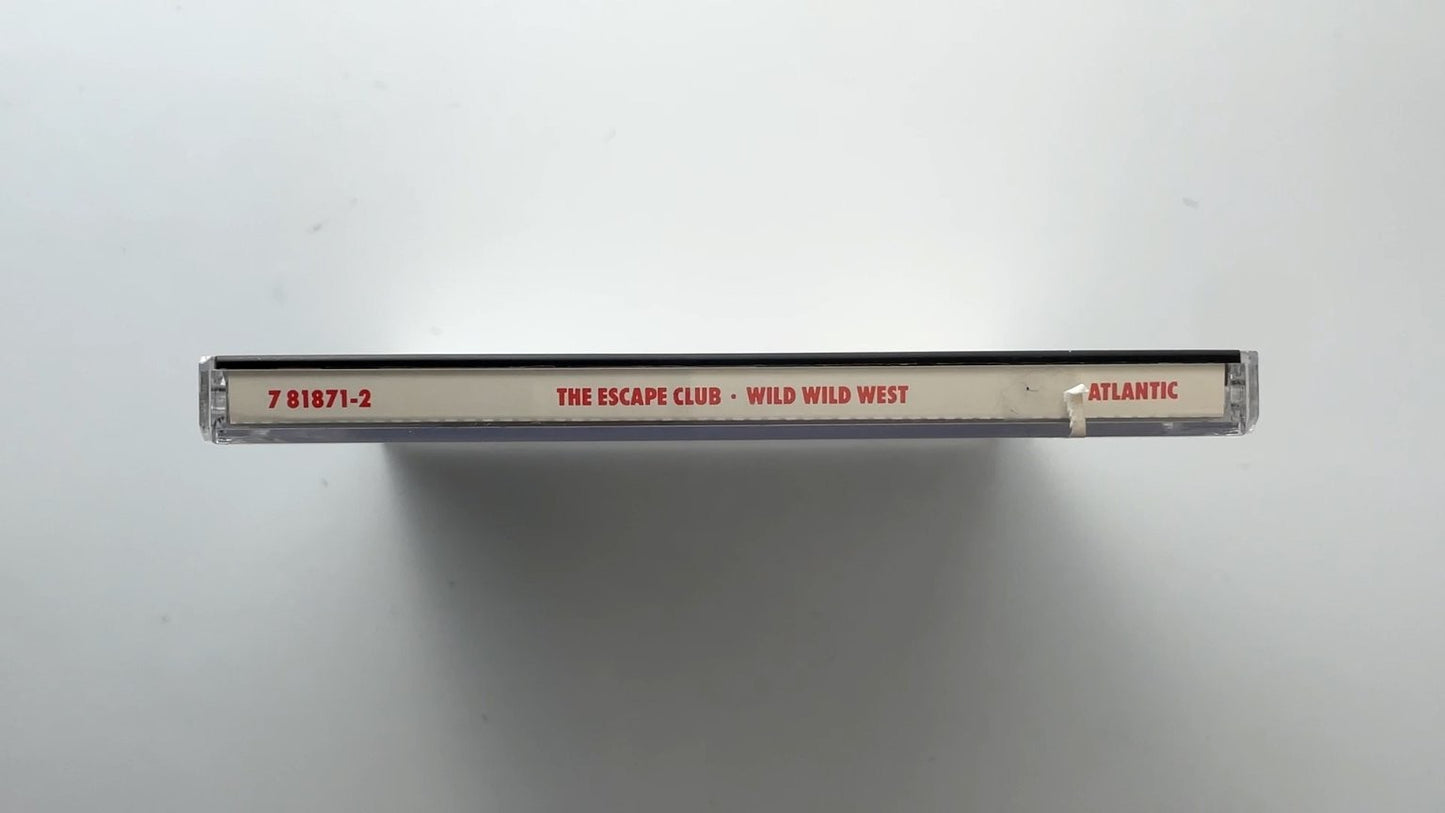 7 81871-2 THE ESCAPE CLUB · WILD WILD WEST ATLANTIC